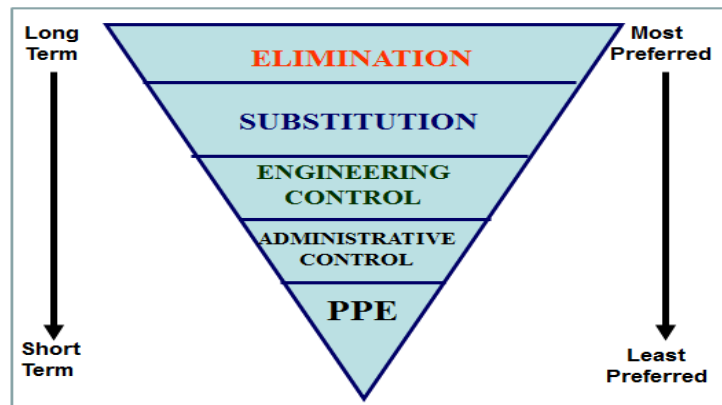 Long
Term
Most
Preferred
ELIMINATION
SUBSTITUTION
ENGINEERING
CONTROL
ADMINISTRATIVE
CONTROL
PPE
Short
Term
Least
Preferred